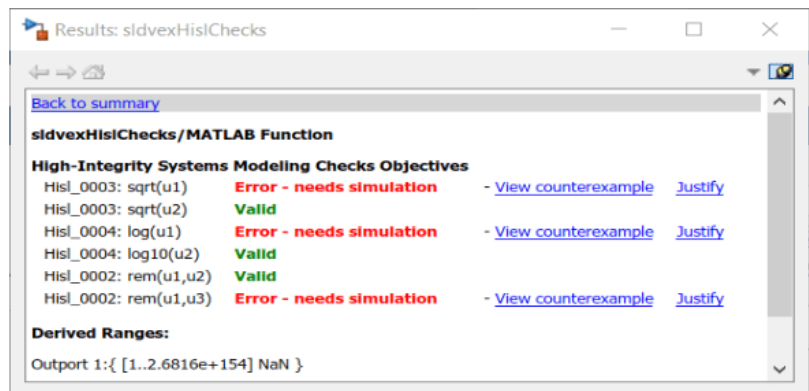 Results: sldvexHislChecks
Back to summary
sldvexHislChecks/MATLAB Function
High-Integrity Systems Modeling Checks Objectives
Hisl_0003: sqrt(u1) Error - needs simulation - View counterexample Justify
Hisl_0003: sqrt(u2) Valid
Hisl_0004: log(u1) Error - needs simulation - View counterexample Justify
Hisl_0004: log10(u2) Valid
Hisl_0002: rem(u1,u2) Valid
Hisl_0002: rem(u1,u3) Error - needs simulation - View counterexample Justify
Derived Ranges:
Outport 1:{ [1..2.6816e+154] NaN }